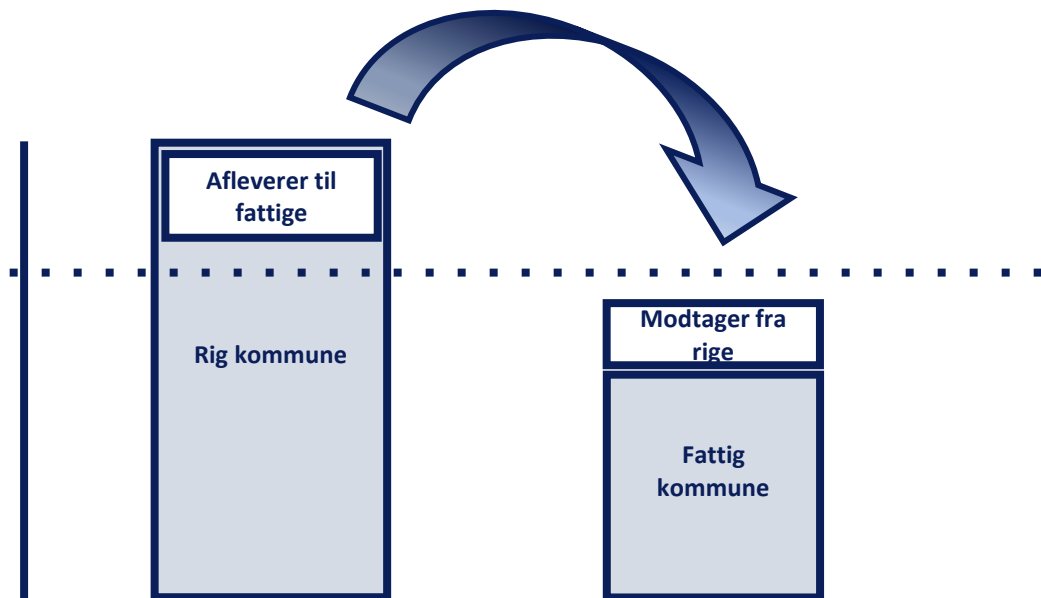 Afleverer til
fattige
Rig kommune
Modtager fra
rige
Fattig
kommune